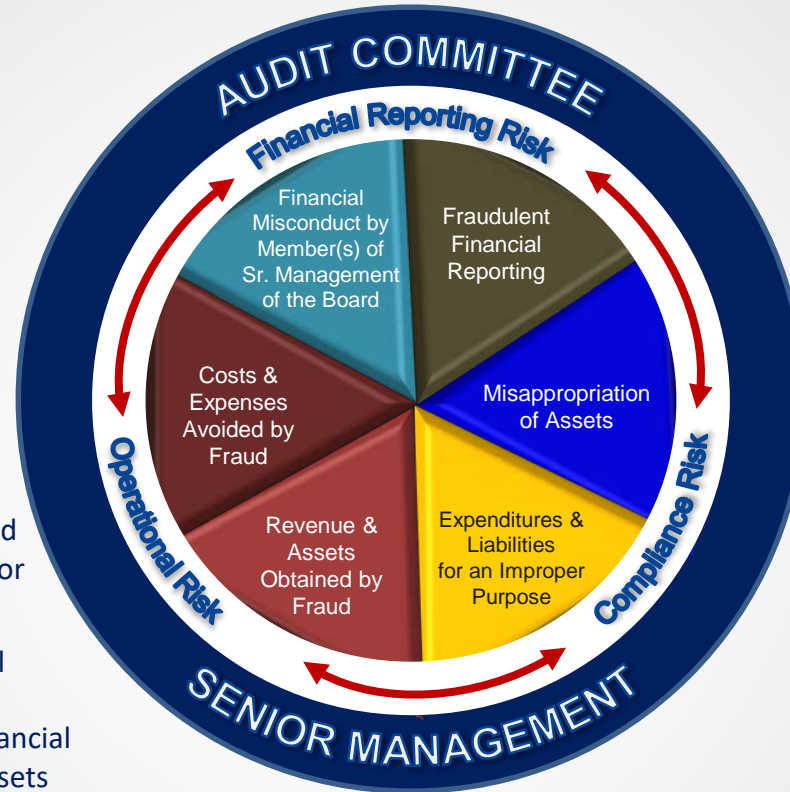 AUDIT COMMITTEE
Financial Reporting Risk
Financial
Misconduct by
Member(s) of
Sr. Management
of the Board
Fraudulent
Financial
Reporting
Costs &
Expenses
Avoided by
Fraud
Misappropriation
of Assets
Revenue &
Assets
Obtained by
Fraud
Expenditures &
Liabilities
for an Improper
Purpose
Operational Risk
Compliance Risk
SENIOR MANAGEMENT
or
sets